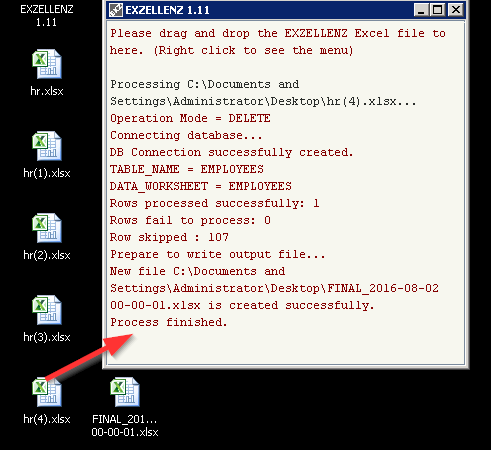 EXZELLENZ
1.11
hr.xlsx
hr(1).xlsx
hr(2).xlsx
hr(3).xlsx
hr(4).xlsx
FINAL_201...
00-00-01.xlsx
EXZELLENZ 1.11
Please drag and drop the EXZELLENZ Excel file to
here. (Right click to see the menu)
Processing C:\Documents and
Settings\Administrator\Desktop\hr(4).xlsx...
Operation Mode = DELETE
Connecting database...
DB Connection successfully created.
TABLE_NAME = EMPLOYEES
DATA_WORKSHEET = EMPLOYEES
Rows processed successfully: 1
Rows fail to process: 0
Row skipped : 107
Prepare to write output file...
New file C:\Documents and
Settings\Administrator\Desktop\FINAL_2016-08-02
00-00-01.xlsx is created successfully.
Process finished.